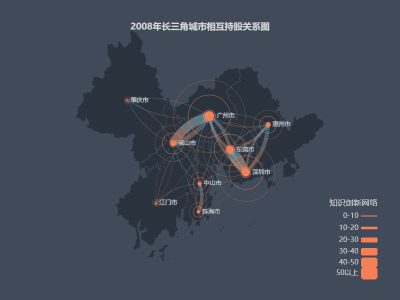 2008年长三角城市相互持股关系图
肇庆市
广州市
惠州市
佛山市
东莞市
深圳市
中山市
江门市
珠海市
知识创新网络
0-10
10-20
20-30
30-40
40-50
50以上